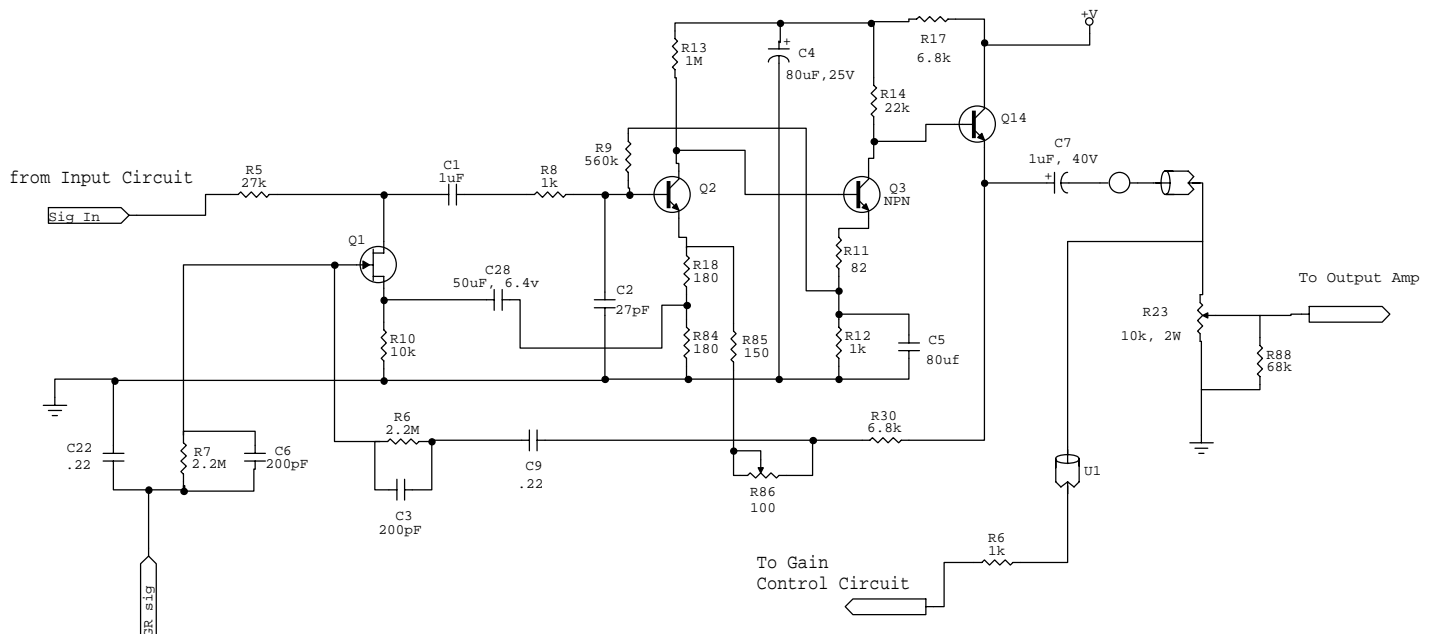 +V
R13
1M
C4
80uF,25V
R17
6.8k
R14
22k
Q14
C7
1uF, 40V
from Input Circuit
R5
27k
C1
1uF
R8
1k
R9
560k
Q2
Q3
NPN
Sig In
Q1
C28
50uF, 6.4v
C2
27pF
R18
180
R11
82
To Output Amp
R10
10k
R84
180
R85
150
R12
1k
C5
80uf
R23
10k, 2W
R88
68k
C22
.22
R7
2.2M
C6
200pF
R6
2.2M
C9
.22
R30
6.8k
C3
200pF
R86
100
U1
R6
1k
To Gain
Control Circuit
GR sig